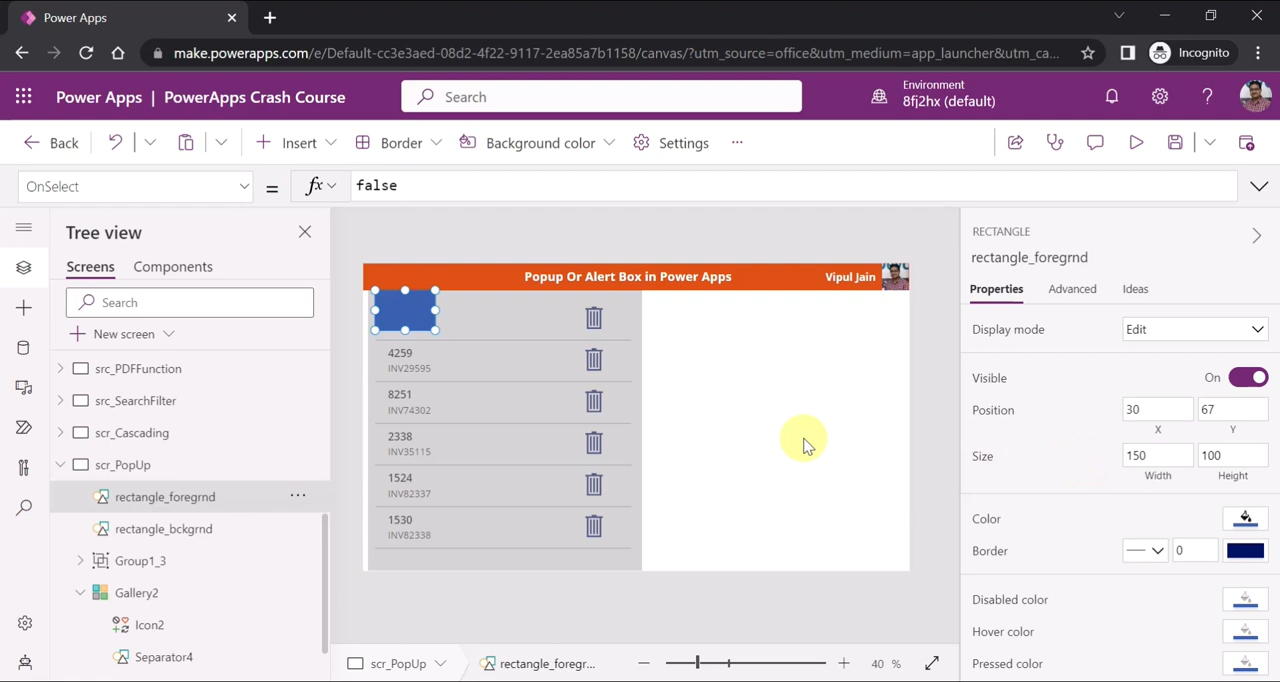 Power Apps
make.powerapps.com/e/Default-cc3e3aed-08d2-4f22-9117-2ea85a7b1158/canvas/?utm_source=office&utm_medium=app_launcher&utm_ca...
Incognito
Power Apps | PowerApps Crash Course
Search
Environment
8fj2hx (default)
Back
Insert
Border
Background color
Settings
OnSelect
=
fx
false
Tree view
Screens
Components
Search
New screen
src_PDFFunction
src_SearchFilter
scr_Cascading
scr_PopUp
rectangle_foregrnd
rectangle_bckgrnd
Group1_3
Gallery2
Icon2
Separator4
Popup Or Alert Box in Power Apps
Vipul Jain
4259
INV29595
8251
INV74302
2338
INV35115
1524
INV82337
1530
INV82338
scr_PopUp
rectangle_foregr...
40 %
RECTANGLE
rectangle_foregrnd
Properties
Advanced
Ideas
Display mode
Edit
Visible
On
Position
30
67
X
Y
Size
150
100
Width
Height
Color
Border
0
Disabled color
Hover color
Pressed color